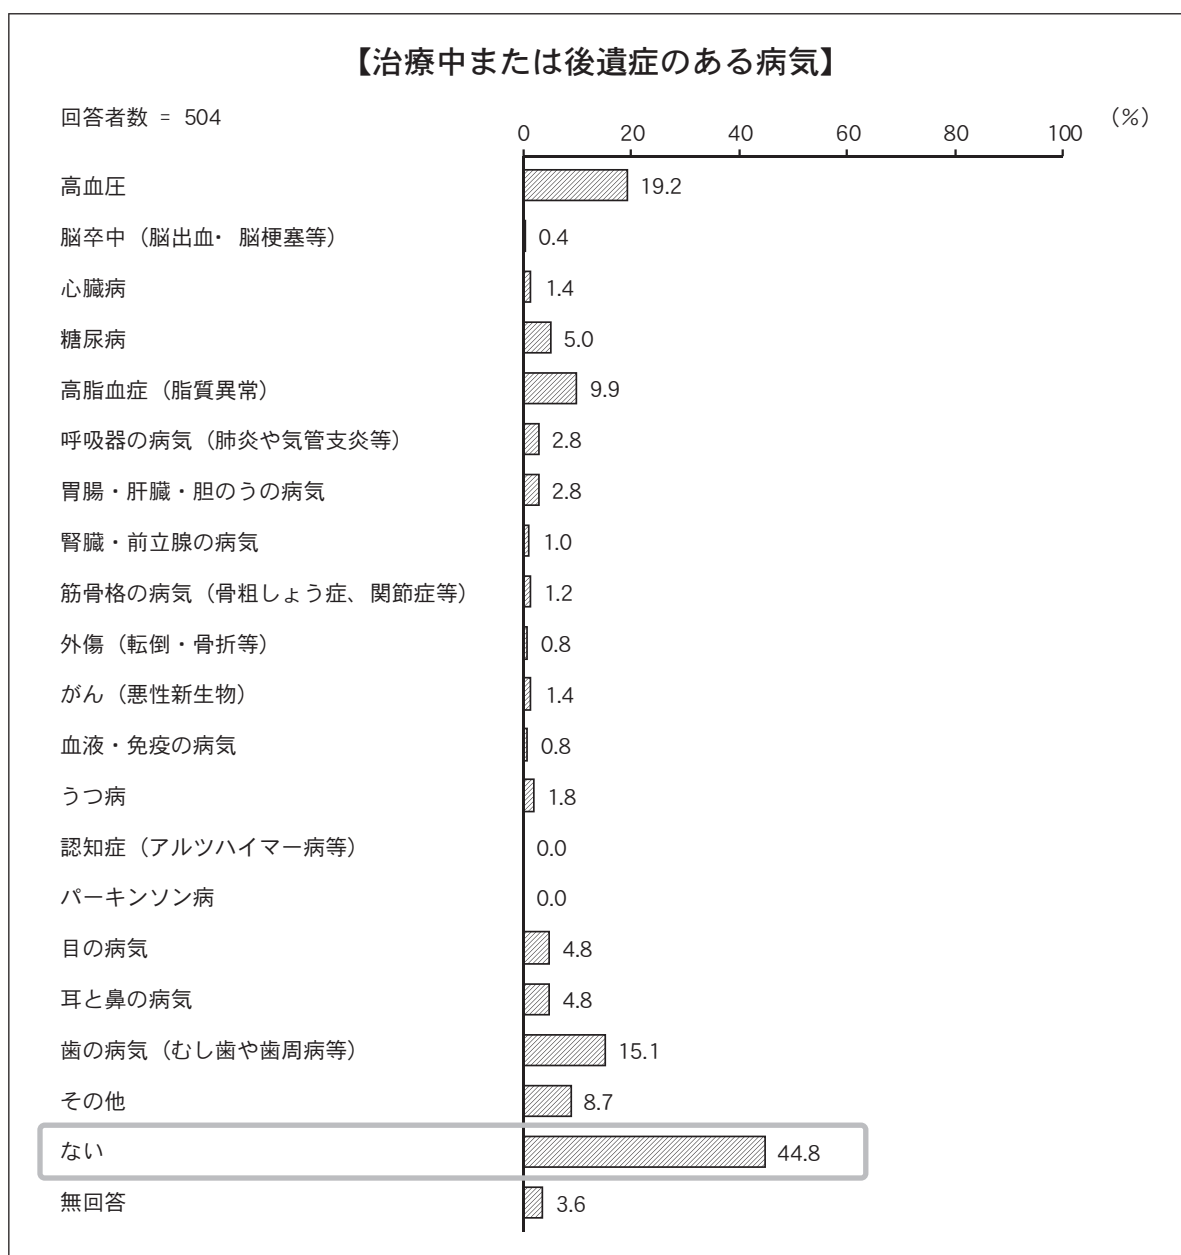 【治療中または後遺症のある病気】
回答者数 = 504
0 20 40 60 80 100 （%）
高血圧 19.2
脳卒中（脳出血・ 脳梗塞等） 0.4
心臓病 1.4
糖尿病 5.0
高脂血症（脂質異常） 9.9
呼吸器の病気（肺炎や気管支炎等） 2.8
胃腸・肝臓・胆のうの病気 2.8
腎臓・前立腺の病気 1.0
筋骨格の病気（骨粗しょう症、関節症等） 1.2
外傷（転倒・骨折等） 0.8
がん（悪性新生物） 1.4
血液・免疫の病気 0.8
うつ病 1.8
認知症（アルツハイマー病等） 0.0
パーキンソン病 0.0
目の病気 4.8
耳と鼻の病気 4.8
歯の病気（むし歯や歯周病等） 15.1
その他 8.7
ない 44.8
無回答 3.6